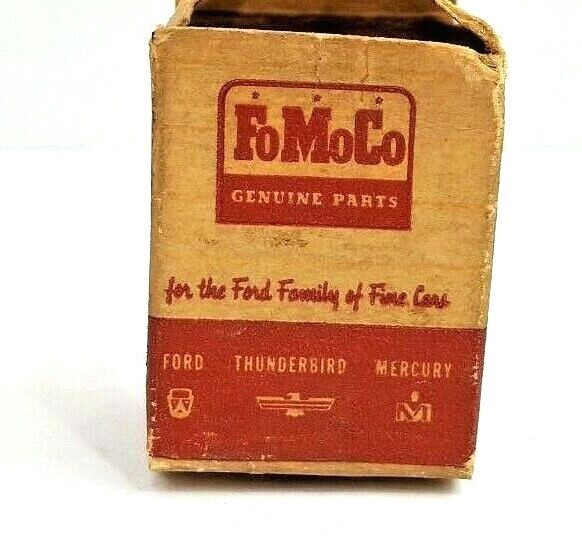 FoMoCo
GENUINE PARTS
for the Ford Family of Fine Cars
FORD THUNDERBIRD MERCURY
M